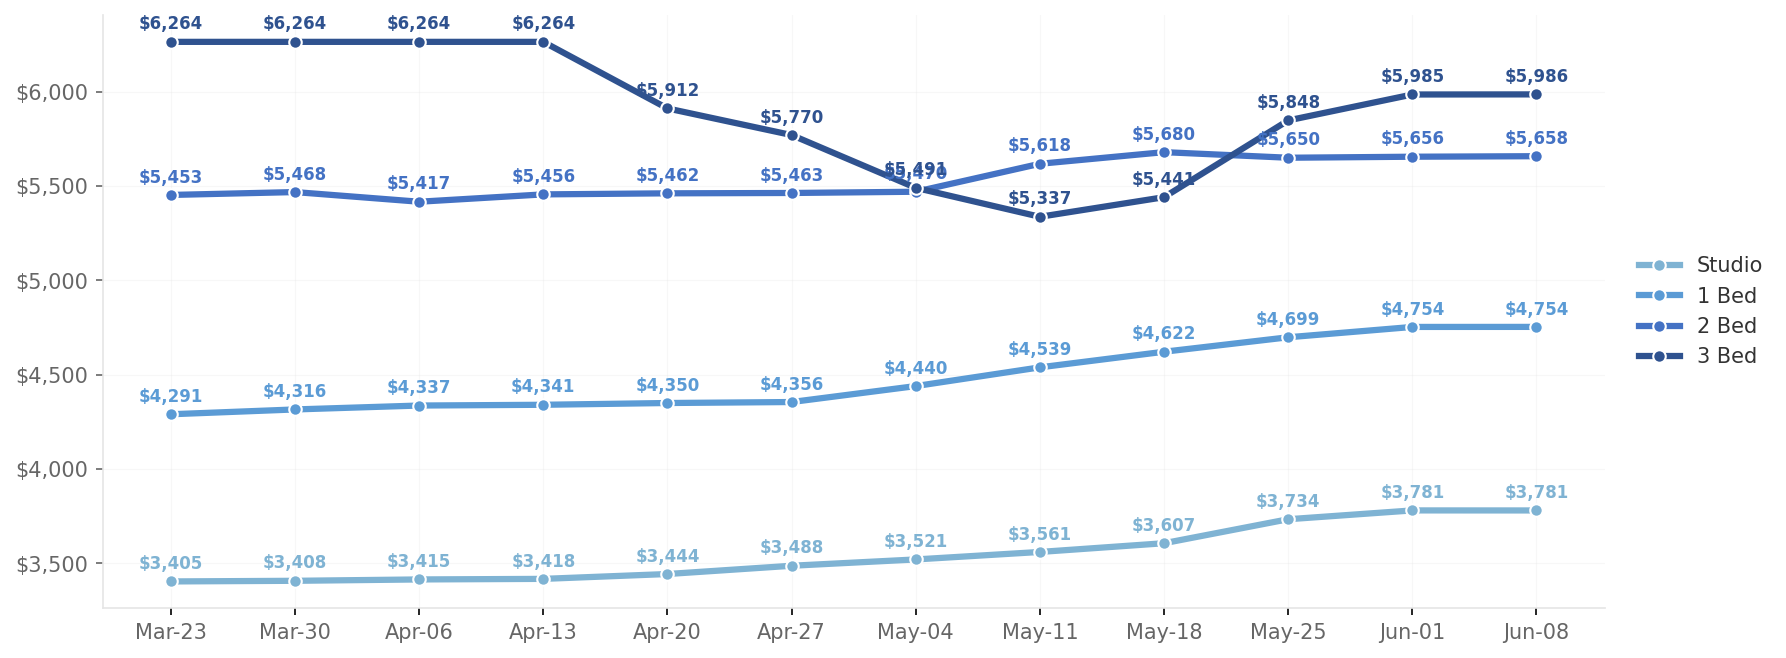 $6,264 $6,264 $6,264 $6,264
$5,912
$5,770
$5,491
$5,337
$5,441
$5,848
$5,985 $5,986
$5,453 $5,468 $5,417 $5,456 $5,462 $5,463
$5,618 $5,680 $5,650 $5,656 $5,658
$4,291 $4,316 $4,337 $4,341 $4,350 $4,356 $4,440 $4,539 $4,622 $4,699 $4,754 $4,754
$3,405 $3,408 $3,415 $3,418 $3,444 $3,488 $3,521 $3,561 $3,607 $3,734 $3,781 $3,781
$6,000
$5,500
$5,000
$4,500
$4,000
$3,500
Mar-23 Mar-30 Apr-06 Apr-13 Apr-20 Apr-27 May-04 May-11 May-18 May-25 Jun-01 Jun-08
Studio
1 Bed
2 Bed
3 Bed